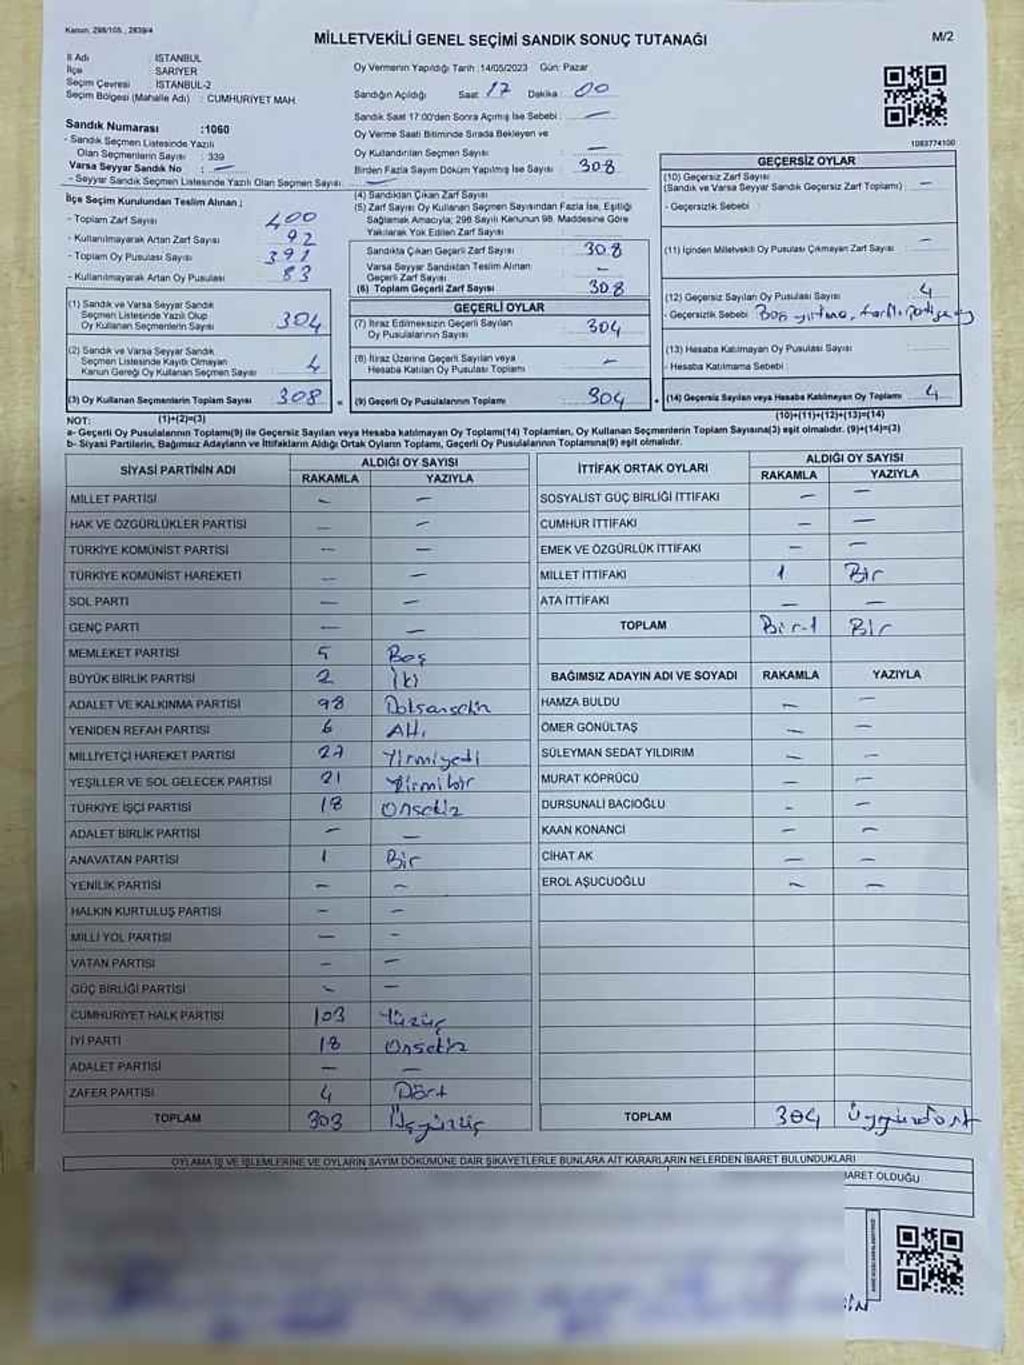 Kanun: 298/105., 2839/4
MİLLETVEKİLİ GENEL SEÇİMİ SANDIK SONUÇ TUTANAĞI
M/2
İl Adı : İSTANBUL
İlçe : SARIYER
Seçim Çevresi : İSTANBUL-2
Seçim Bölgesi (Mahalle Adı) : CUMHURİYET MAH.
Sandık Numarası :1060
- Sandık Seçmen Listesinde Yazılı
Olan Seçmenlerin Sayısı : 339
Varsa Seyyar Sandık No : —
- Seyyar Sandık Seçmen Listesinde Yazılı Olan Seçmen Sayısı: —
İlçe Seçim Kurulundan Teslim Alınan ;
- Toplam Zarf Sayısı 400
- Kullanılmayarak Artan Zarf Sayısı 92
- Toplam Oy Pusulası Sayısı 391
- Kullanılmayarak Artan Oy Pusulası 83
(1) Sandık ve Varsa Seyyar Sandık
Seçmen Listesinde Yazılı Olup
Oy Kullanan Seçmenlerin Sayısı 304
(2) Sandık ve Varsa Seyyar Sandık
Seçmen Listesinde Kayıtlı Olmayan
Kanun Gereği Oy Kullanan Seçmen Sayısı 4
(3) Oy Kullanan Seçmenlerin Toplam Sayısı 308 =
Oy Vermenin Yapıldığı Tarih :14/05/2023 Gün: Pazar
Sandığın Açıldığı Saat: 17 Dakika: 00
Sandık Saat 17:00'den Sonra Açılmış İse Sebebi : —
Oy Verme Saati Bitiminde Sırada Bekleyen ve
Oy Kullandırılan Seçmen Sayısı —
Birden Fazla Sayım Döküm Yapılmış İse Sayısı 308
(4) Sandıktan Çıkan Zarf Sayısı
(5) Zarf Sayısı Oy Kullanan Seçmen Sayısından Fazla İse, Eşitliği
Sağlamak Amacıyla; 298 Sayılı Kanunun 98. Maddesine Göre
Yakılarak Yok Edilen Zarf Sayısı
Sandıkta Çıkan Geçerli Zarf Sayısı 308
Varsa Seyyar Sandıktan Teslim Alınan
Geçerli Zarf Sayısı —
(6) Toplam Geçerli Zarf Sayısı 308
GEÇERLİ OYLAR
(7) İtiraz Edilmeksizin Geçerli Sayılan
Oy Pusulalarının Sayısı 304
(8) İtiraz Üzerine Geçerli Sayılan veya
Hesaba Katılan Oy Pusulası Toplamı —
(9) Geçerli Oy Pusulalarının Toplamı 304 +
1083774100
GEÇERSİZ OYLAR
(10) Geçersiz Zarf Sayısı
(Sandık ve Varsa Seyyar Sandık Geçersiz Zarf Toplamı) : —
- Geçersizlik Sebebi :
(11) İçinden Milletvekili Oy Pusulası Çıkmayan Zarf Sayısı —
(12) Geçersiz Sayılan Oy Pusulası Sayısı 4
- Geçersizlik Sebebi : Boş
(13) Hesaba Katılmayan Oy Pusulası Sayısı
- Hesaba Katılmama Sebebi :
(14) Geçersiz Sayılan veya Hesaba Katılmayan Oy Toplamı 4
NOT: (1)+(2)=(3) (10)+(11)+(12)+(13)=(14)
a- Geçerli Oy Pusulalarının Toplamı(9) ile Geçersiz Sayılan veya Hesaba katılmayan Oy Toplamı(14) Toplamları, Oy Kullanan Seçmenlerin Toplam Sayısına(3) eşit olmalıdır. (9)+(14)=(3)
b- Siyasi Partilerin, Bağımsız Adayların ve İttifakların Aldığı Ortak Oyların Toplamı, Geçerli Oy Pusulalarının Toplamına(9) eşit olmalıdır.
SİYASİ PARTİNİN ADI ALDIĞI OY SAYISI
RAKAMLA YAZIYLA
MİLLET PARTİSİ — —
HAK VE ÖZGÜRLÜKLER PARTİSİ — —
TÜRKİYE KOMÜNİST PARTİSİ — —
TÜRKİYE KOMÜNİST HAREKETİ — —
SOL PARTİ — —
GENÇ PARTİ — —
MEMLEKET PARTİSİ 5 Beş
BÜYÜK BİRLİK PARTİSİ 2 İki
ADALET VE KALKINMA PARTİSİ 98 Doksansekiz
YENİDEN REFAH PARTİSİ 6 Altı
MİLLİYETÇİ HAREKET PARTİSİ 27 Yirmiyedi
YEŞİLLER VE SOL GELECEK PARTİSİ 21 Yirmibir
TÜRKİYE İŞÇİ PARTİSİ 18 Onsekiz
ADALET BİRLİK PARTİSİ — —
ANAVATAN PARTİSİ 1 Bir
YENİLİK PARTİSİ — —
HALKIN KURTULUŞ PARTİSİ — —
MİLLİ YOL PARTİSİ — —
VATAN PARTİSİ — —
GÜÇ BİRLİĞİ PARTİSİ — —
CUMHURİYET HALK PARTİSİ 103 Yüzüç
İYİ PARTİ 18 Onsekiz
ADALET PARTİSİ — —
ZAFER PARTİSİ 4 Dört
TOPLAM 303 Üçyüzüç
İTTİFAK ORTAK OYLARI ALDIĞI OY SAYISI
RAKAMLA YAZIYLA
SOSYALİST GÜÇ BİRLİĞİ İTTİFAKI — —
CUMHUR İTTİFAKI — —
EMEK VE ÖZGÜRLÜK İTTİFAKI — —
MİLLET İTTİFAKI 1 Bir
ATA İTTİFAKI — —
TOPLAM Bir-1 Bir
BAĞIMSIZ ADAYIN ADI VE SOYADI RAKAMLA YAZIYLA
HAMZA BULDU — —
ÖMER GÖNÜLTAŞ — —
SÜLEYMAN SEDAT YILDIRIM — —
MURAT KÖPRÜCÜ — —
DURSUNALİ BACIOĞLU — —
KAAN KONANCİ — —
CİHAT AK — —
EROL AŞUCUOĞLU — —
TOPLAM 304 Üçyüzdört
OYLAMA İŞ VE İŞLEMLERİNE VE OYLARIN SAYIM DÖKÜMÜNE DAİR ŞİKAYETLERLE BUNLARA AİT KARARLARIN NELERDEN İBARET BULUNDUKLARI
BARET OLDUĞU